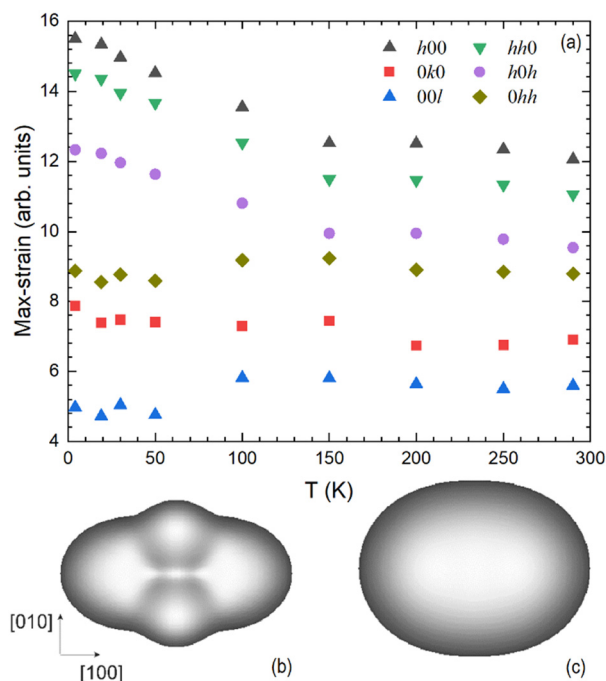 16
14
12
10
8
6
4
Max-strain (arb. units)
(a)
h00 hh0
0k0 h0h
00l 0hh
0 50 100 150 200 250 300
T (K)
[010]
[100]
(b)
(c)